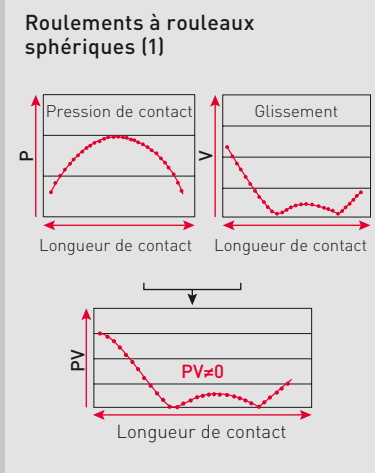 Roulements à rouleaux
sphériques (1)
Pression de contact
Glissement
P
V
Longueur de contact
Longueur de contact
PV
PV≠0
Longueur de contact